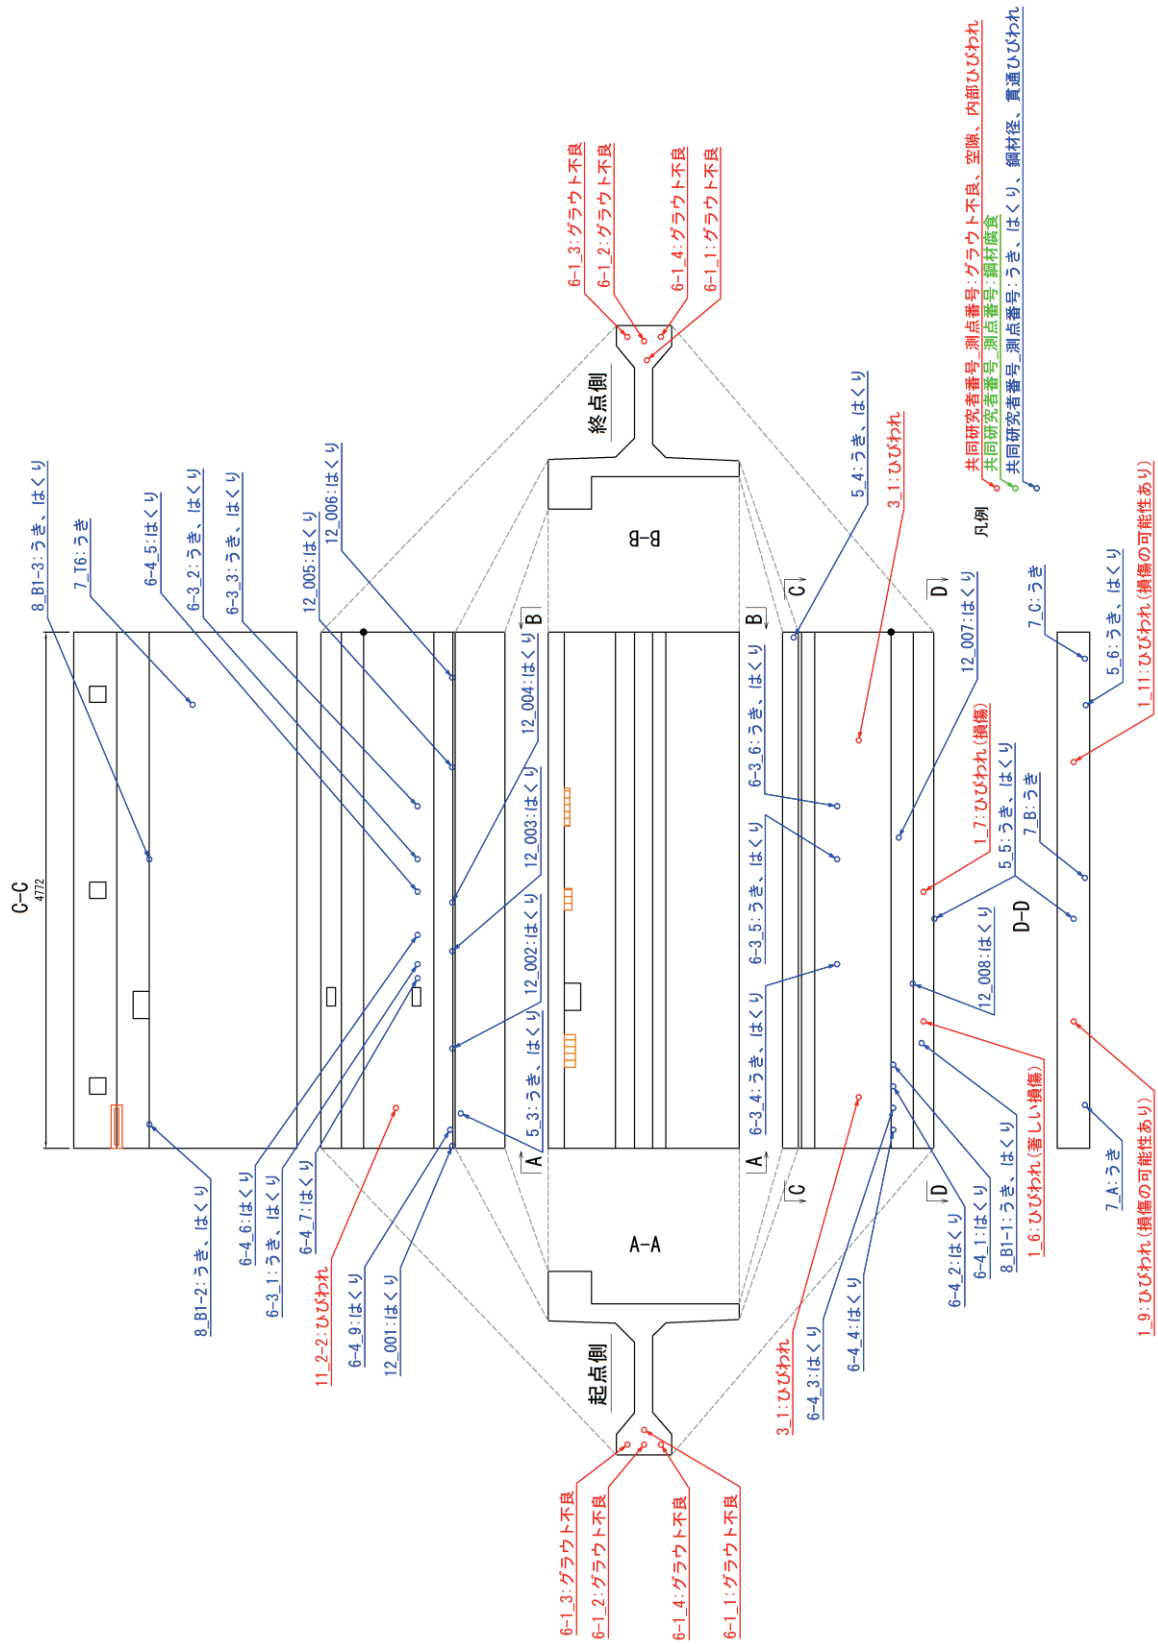 C-C
4772
8_B1-3:うき、はくり
7_T6:うき
6-4_5:はくり
6-3_2:うき、はくり
6-3_3:うき、はくり
12_005:はくり
12_006:はくり
8_B1-2:うき、はくり
6-4_6:はくり
6-3_1:うき、はくり
6-4_7:はくり
11_2-2:ひびわれ
6-4_9:はくり
12_001:はくり
5_3:うき、はくり
12_002:はくり
12_003:はくり
12_004:はくり
A
B
起点側
A-A
6-1_3:グラウト不良
6-1_2:グラウト不良
6-1_4:グラウト不良
6-1_1:グラウト不良
終点側
B-B
6-1_3:グラウト不良
6-1_2:グラウト不良
6-1_4:グラウト不良
6-1_1:グラウト不良
A
B
6-3_4:うき、はくり
6-3_5:うき、はくり
6-3_6:うき、はくり
5_4:うき、はくり
3_1:ひびわれ
C
C
D
D
3_1:ひびわれ
6-4_3:はくり
6-4_4:はくり
6-4_2:はくり
6-4_1:はくり
8_B1-1:うき、はくり
1_6:ひびわれ(著しい損傷)
12_008:はくり
12_007:はくり
1_7:ひびわれ(損傷)
5_5:うき、はくり
D-D
7_A:うき
7_B:うき
7_C:うき
5_6:うき、はくり
1_9:ひびわれ(損傷の可能性あり)
1_11:ひびわれ(損傷の可能性あり)
凡例
共同研究者番号_測点番号:グラウト不良、空隙、内部ひびわれ
共同研究者番号_測点番号:鋼材腐食
共同研究者番号_測点番号:うき、はくり、鋼材径、貫通ひびわれ